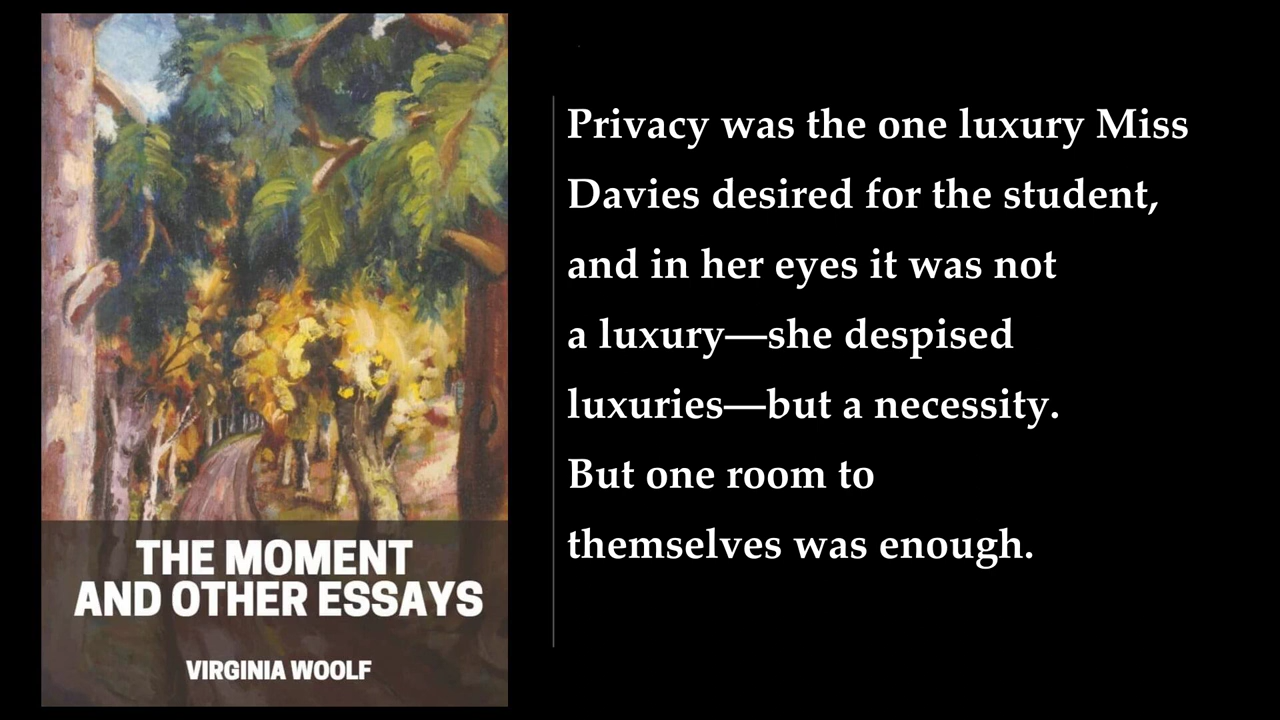 THE MOMENT
AND OTHER ESSAYS
VIRGINIA WOOLF
Privacy was the one luxury Miss
Davies desired for the student,
and in her eyes it was not
a luxury—she despised
luxuries—but a necessity.
But one room to
themselves was enough.